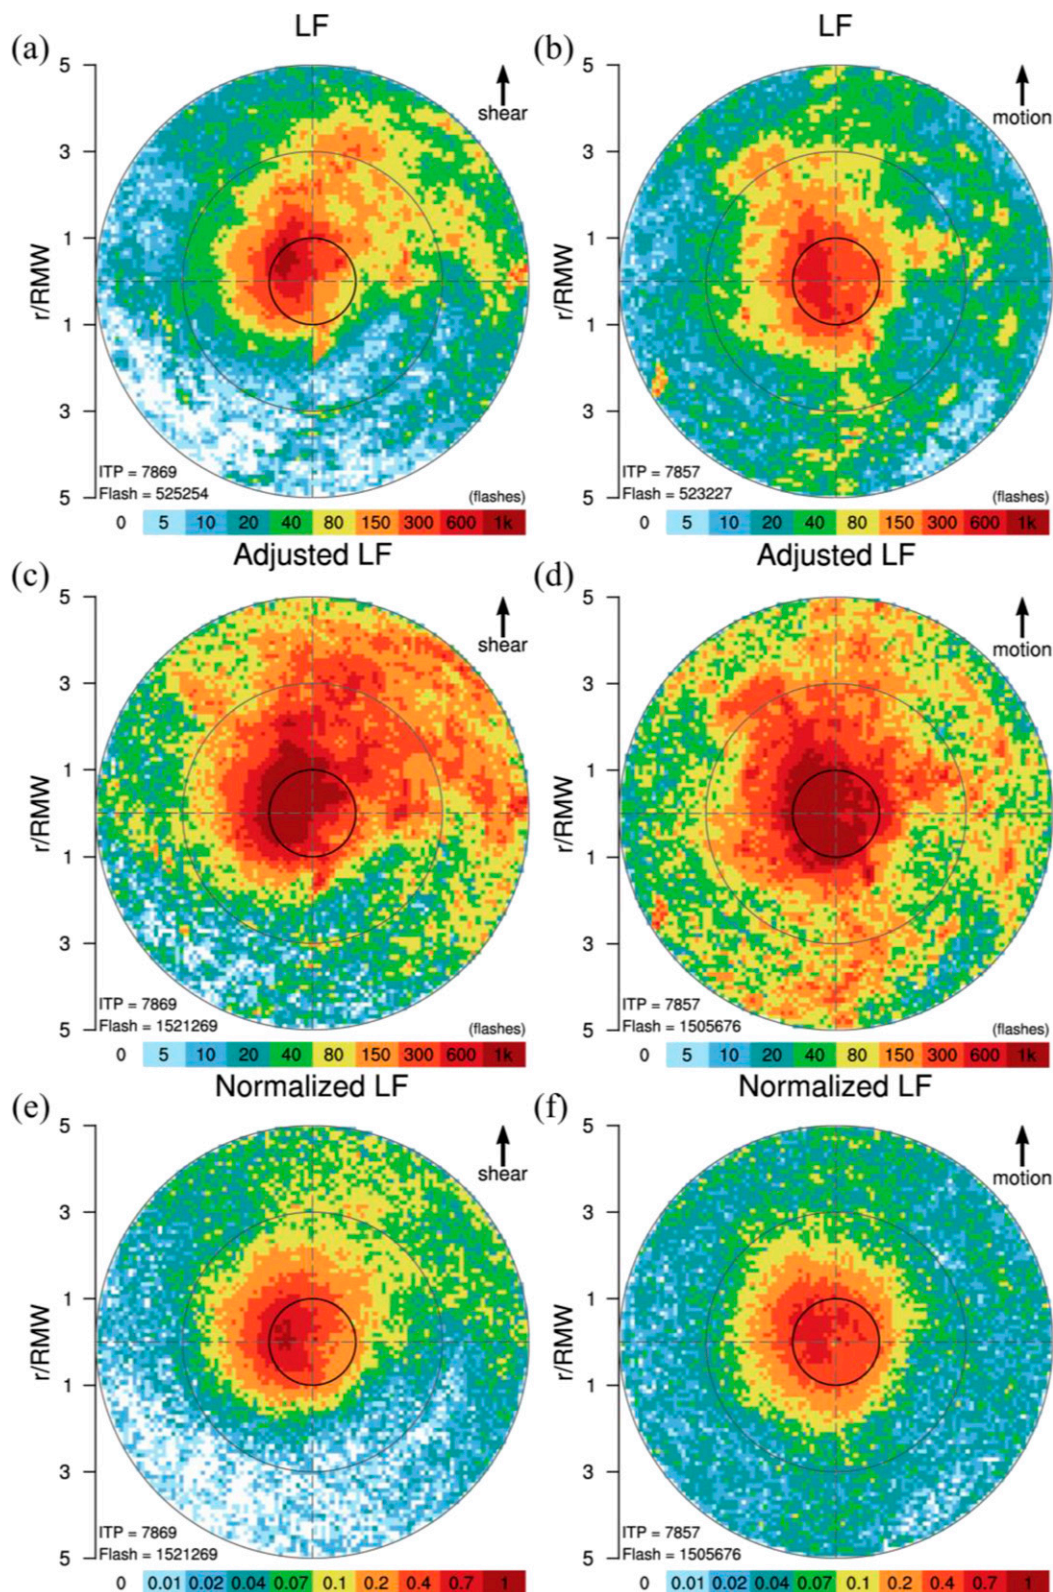 (a) LF
5
3
1
1
3
5
r/RMW
shear
ITP = 7869
Flash = 525254
(flashes)
0 5 10 20 40 80 150 300 600 1k
(b) LF
5
3
1
1
3
5
r/RMW
motion
ITP = 7857
Flash = 523227
(flashes)
0 5 10 20 40 80 150 300 600 1k
(c) Adjusted LF
5
3
1
1
3
5
r/RMW
shear
ITP = 7869
Flash = 1521269
(flashes)
0 5 10 20 40 80 150 300 600 1k
(d) Adjusted LF
5
3
1
1
3
5
r/RMW
motion
ITP = 7857
Flash = 1505676
(flashes)
0 5 10 20 40 80 150 300 600 1k
(e) Normalized LF
5
3
1
1
3
5
r/RMW
shear
ITP = 7869
Flash = 1521269
0 0.01 0.02 0.04 0.07 0.1 0.2 0.4 0.7 1
(f) Normalized LF
5
3
1
1
3
5
r/RMW
motion
ITP = 7857
Flash = 1505676
0 0.01 0.02 0.04 0.07 0.1 0.2 0.4 0.7 1